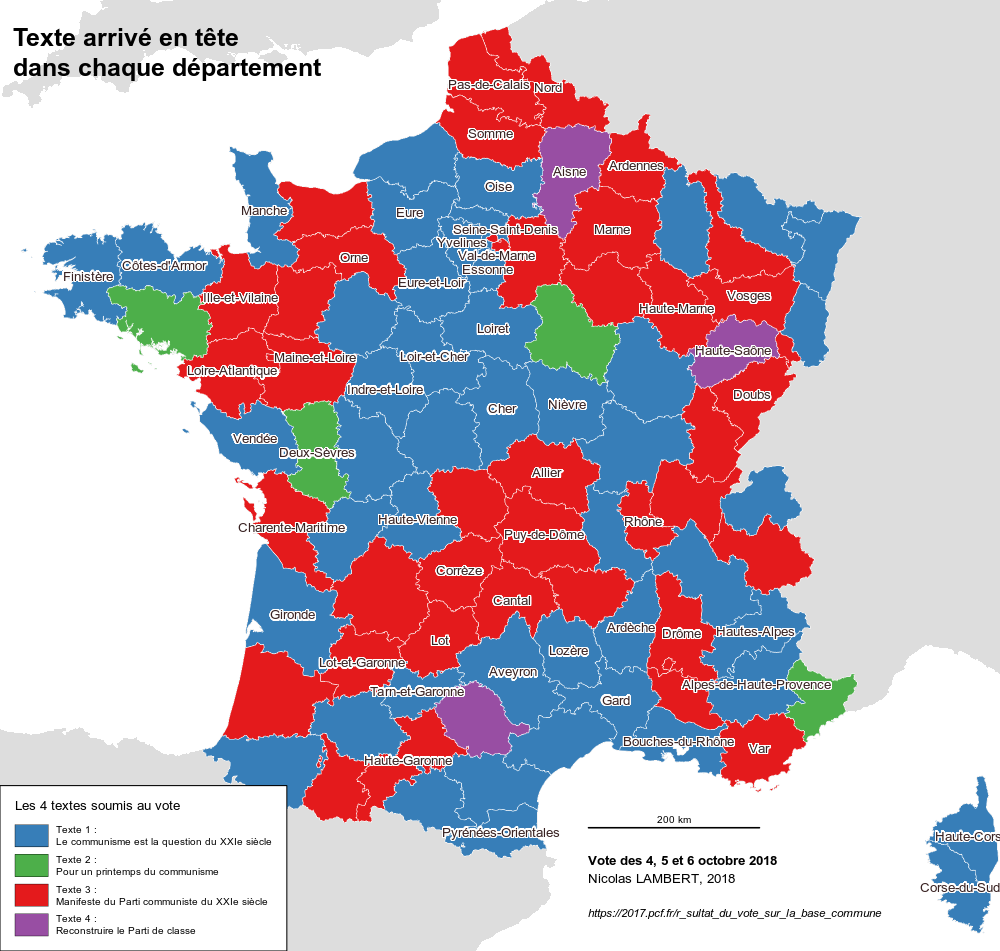 Texte arrivé en tête
dans chaque département
Pas-de-Calais
Nord
Somme
Aisne
Ardennes
Oise
Manche
Eure
Seine-Saint-Denis
Marne
Yvelines
Val-de-Marne
Orne
Essonne
Côtes-d'Armor
Finistère
Eure-et-Loir
Ille-et-Vilaine
Vosges
Haute-Marne
Loiret
Haute-Saône
Maine-et-Loire
Loir-et-Cher
Loire-Atlantique
Indre-et-Loire
Doubs
Nièvre
Cher
Vendée
Deux-Sèvres
Allier
Haute-Vienne
Rhône
Charente-Maritime
Puy-de-Dôme
Corrèze
Cantal
Gironde
Ardèche
Drôme
Hautes-Alpes
Lot
Lozère
Lot-et-Garonne
Aveyron
Alpes-de-Haute-Provence
Tarn-et-Garonne
Gard
Bouches-du-Rhône
Var
Haute-Garonne
Pyrénées-Orientales
Haute-Cors
Corse-du-Sud
Les 4 textes soumis au vote
Texte 1 :
Le communisme est la question du XXIe siècle
Texte 2 :
Pour un printemps du communisme
Texte 3 :
Manifeste du Parti communiste du XXIe siècle
Texte 4 :
Reconstruire le Parti de classe
200 km
Vote des 4, 5 et 6 octobre 2018
Nicolas LAMBERT, 2018
https://2017.pcf.fr/r_sultat_du_vote_sur_la_base_commune